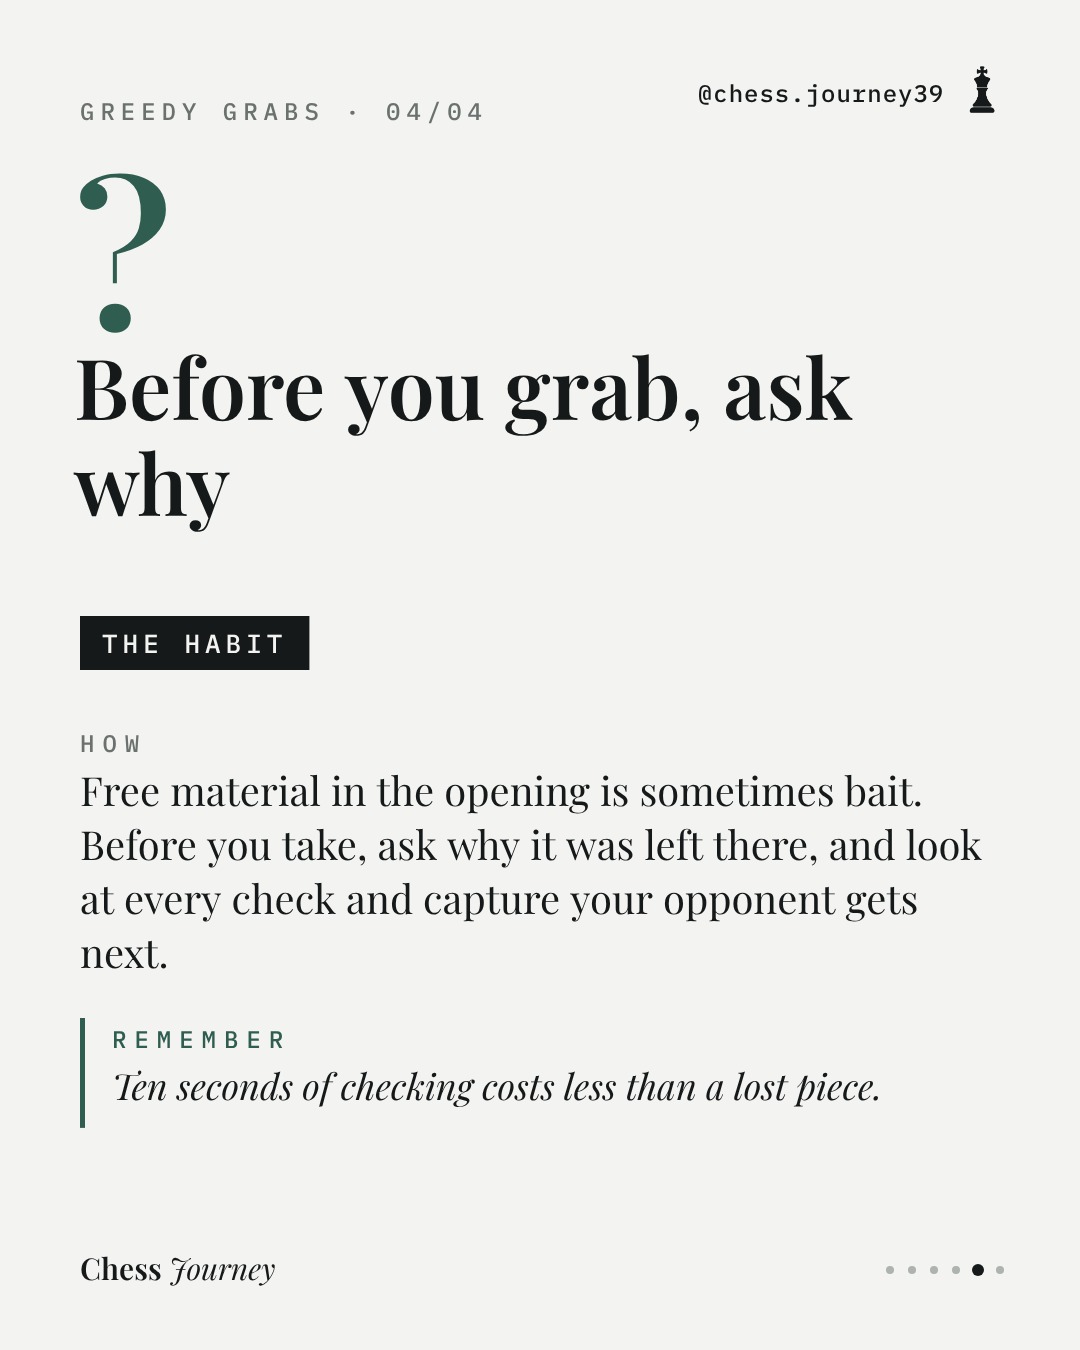 GREEDY GRABS · 04/04
@chess.journey39
?
Before you grab, ask
why
THE HABIT
HOW
Free material in the opening is sometimes bait.
Before you take, ask why it was left there, and look
at every check and capture your opponent gets
next.
REMEMBER
Ten seconds of checking costs less than a lost piece.
Chess Journey